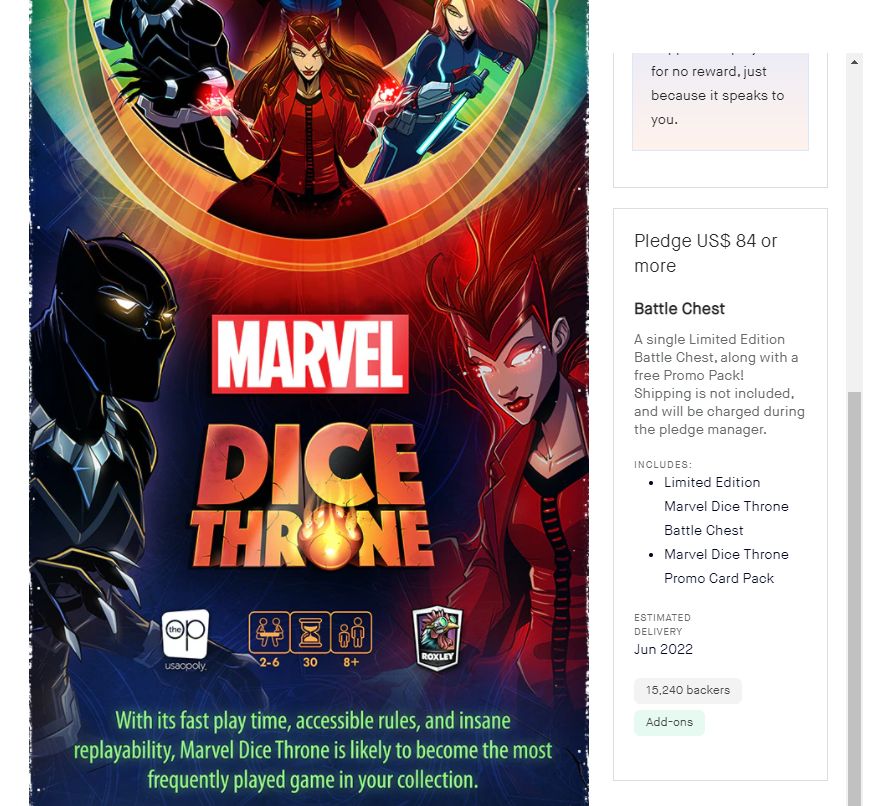 for no reward, just
because it speaks to
you.
Pledge US$ 84 or
more
Battle Chest
A single Limited Edition
Battle Chest, along with a
free Promo Pack!
Shipping is not included,
and will be charged during
the pledge manager.
INCLUDES:
Limited Edition
Marvel Dice Throne
Battle Chest
Marvel Dice Throne
Promo Card Pack
ESTIMATED
DELIVERY
Jun 2022
15,240 backers
Add-ons
MARVEL
DICE
THRONE
the op
usaopoly
2-6 30 8+
ROXLEY
With its fast play time, accessible rules, and insane
replayability, Marvel Dice Throne is likely to become the most
frequently played game in your collection.